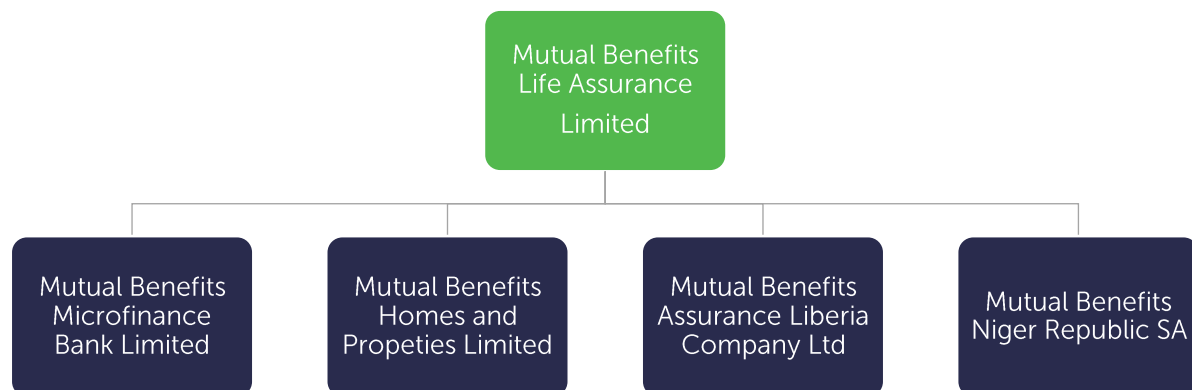 Mutual Benefits
Life Assurance
Limited
Mutual Benefits
Microfinance
Bank Limited
Mutual Benefits
Homes and
Propeties Limited
Mutual Benefits
Assurance Liberia
Company Ltd
Mutual Benefits
Niger Republic SA